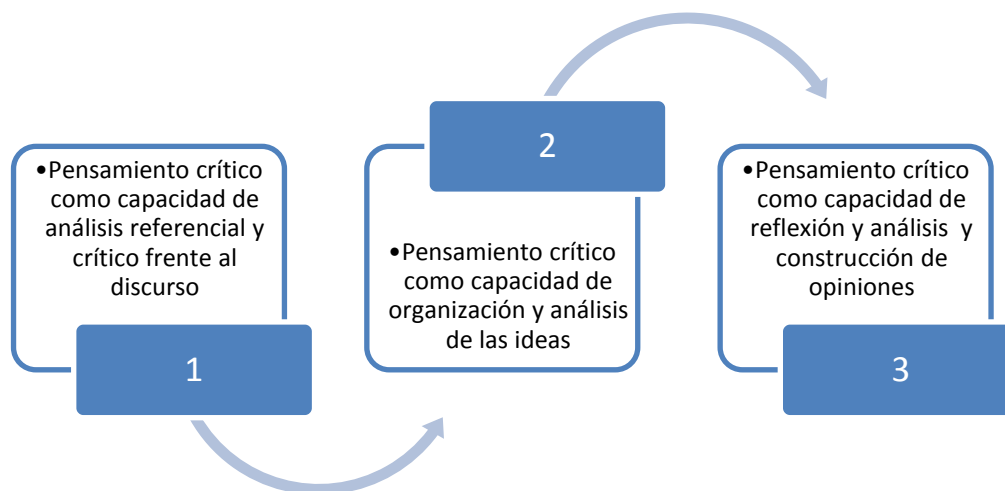 •Pensamiento crítico
como capacidad de
análisis referencial y
crítico frente al
discurso
1
2
•Pensamiento crítico
como capacidad de
organización y análisis
de las ideas
•Pensamiento crítico
como capacidad de
reflexión y análisis  y
construcción de
opiniones
3